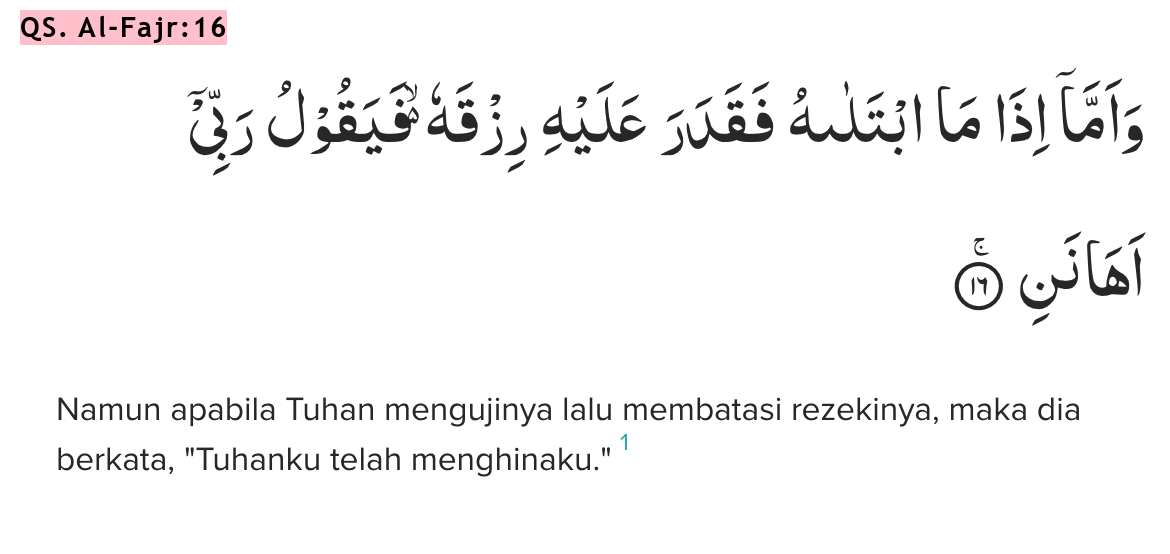 QS. Al-Fajr:16
وَاَمَّآ اِذَا مَا ابْتَلٰىهُ فَقَدَرَ عَلَيْهِ رِزْقَهٗ ەۙ فَيَقُوْلُ رَبِّيْٓ
اَهَانَنِ ۚ ١٦
Namun apabila Tuhan mengujinya lalu membatasi rezekinya, maka dia
berkata, "Tuhanku telah menghinaku." 1